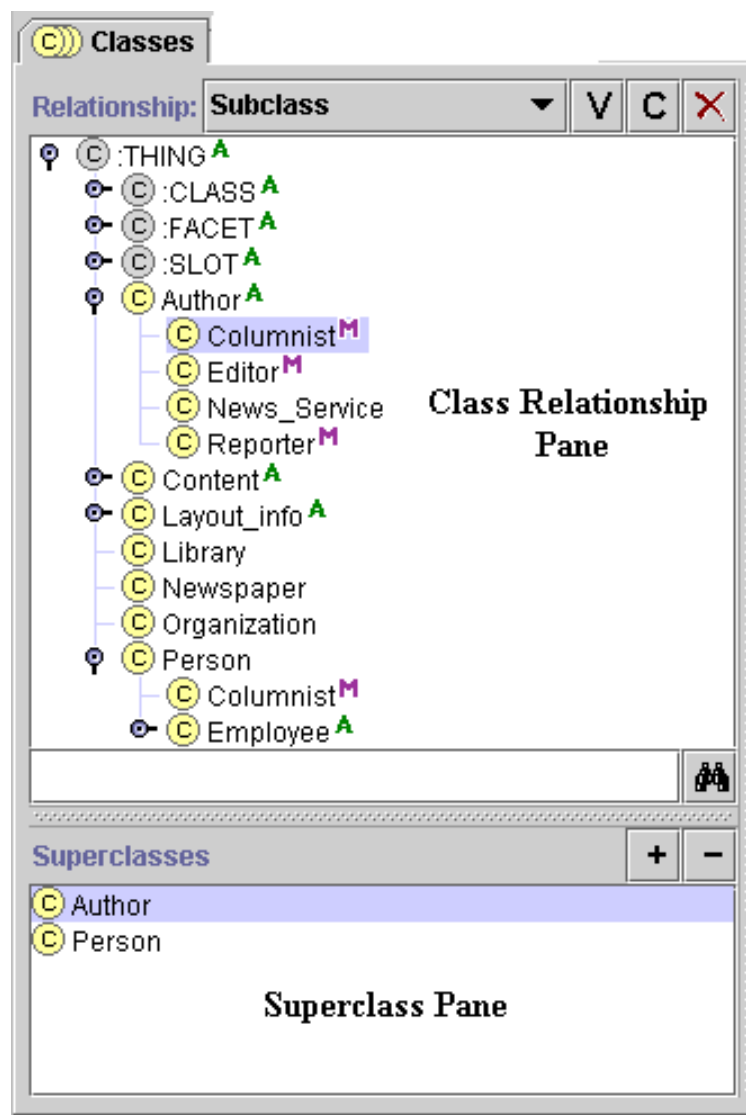 Classes
Relationship: Subclass V C
C :THING A
C :CLASS A
C :FACET A
C :SLOT A
C Author A
C Columnist M
C Editor M
C News_Service
C Reporter M
Class Relationship
Pane
C Content A
C Layout_info A
C Library
C Newspaper
C Organization
C Person
C Columnist M
C Employee A
Superclasses + −
C Author
C Person
Superclass Pane